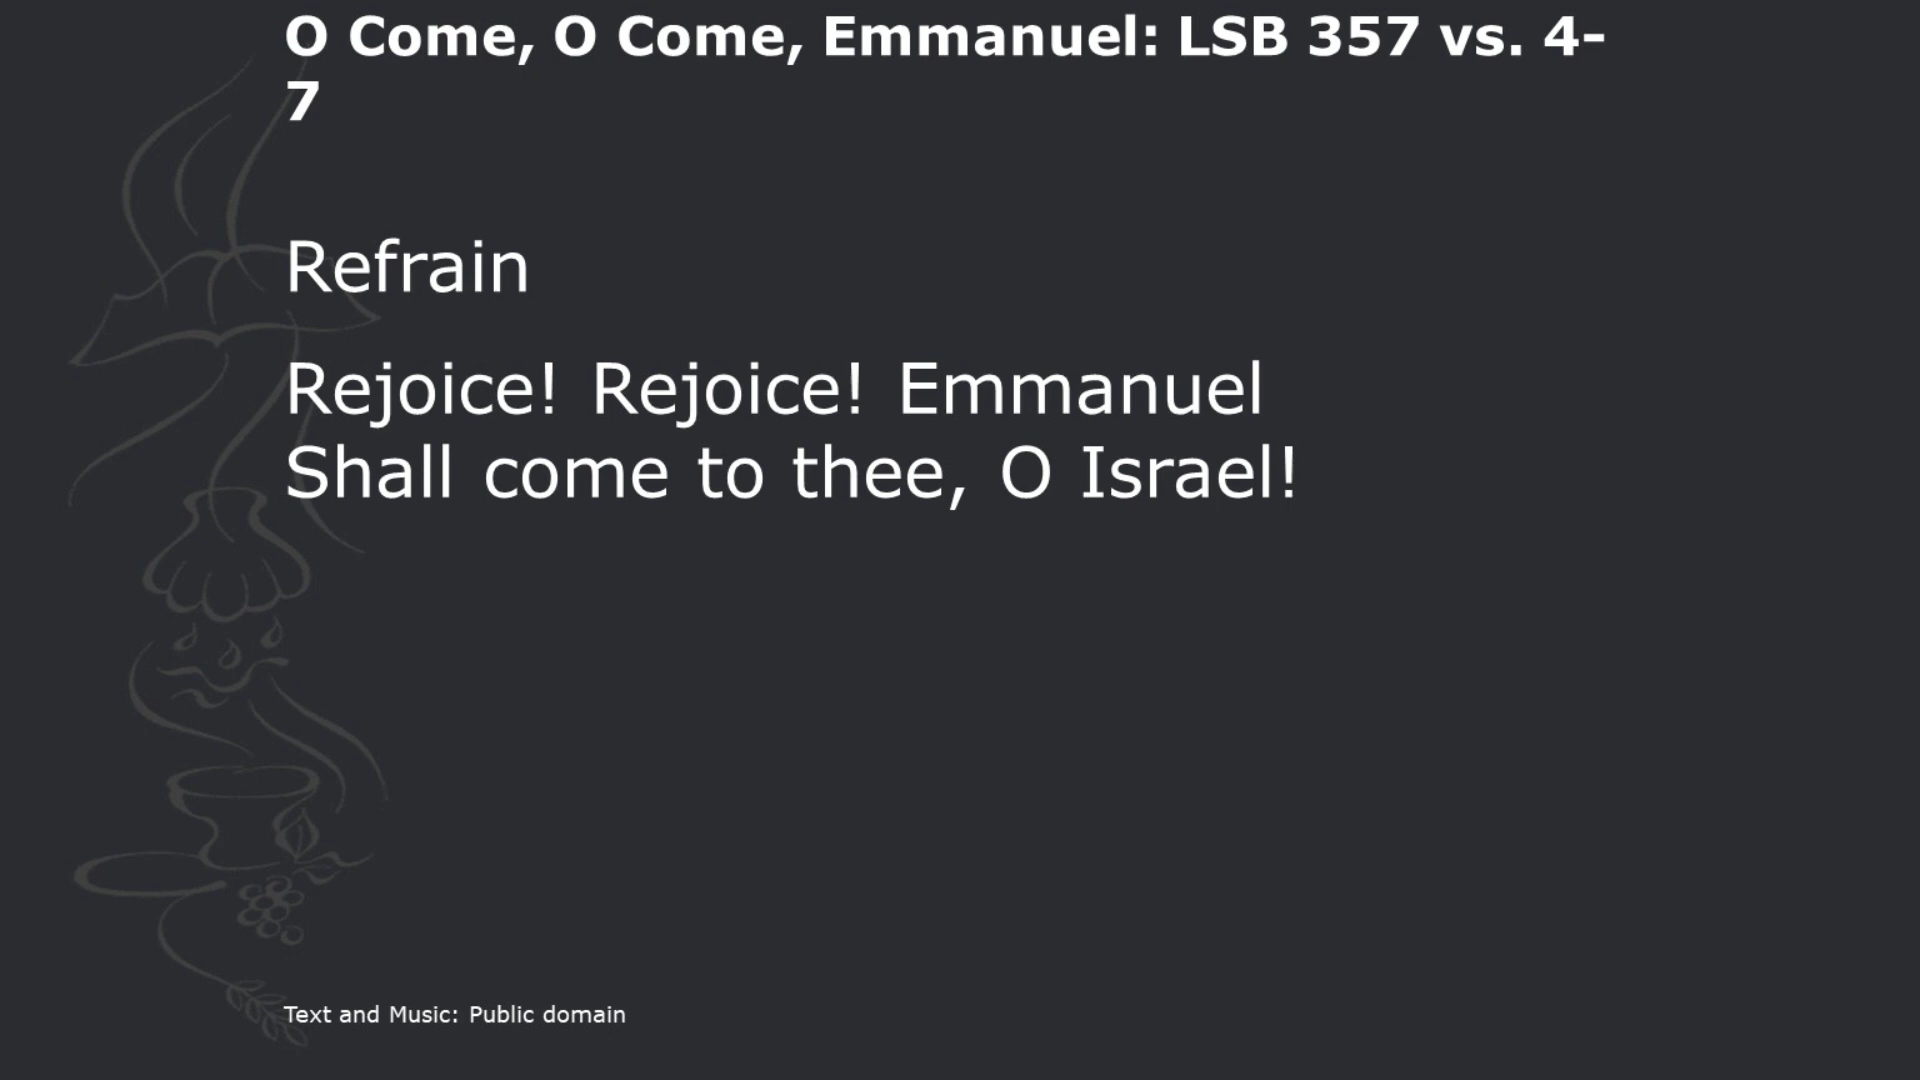 O Come, O Come, Emmanuel: LSB 357 vs. 4-
7
Refrain
Rejoice! Rejoice! Emmanuel
Shall come to thee, O Israel!
Text and Music: Public domain